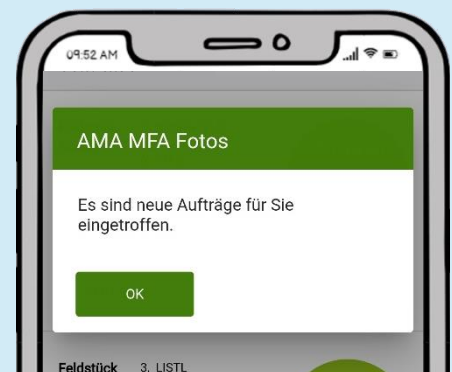 09:52 AM
AMA MFA Fotos
Es sind neue Aufträge für Sie
eingetroffen.
OK
Feldstück 3, LISTL